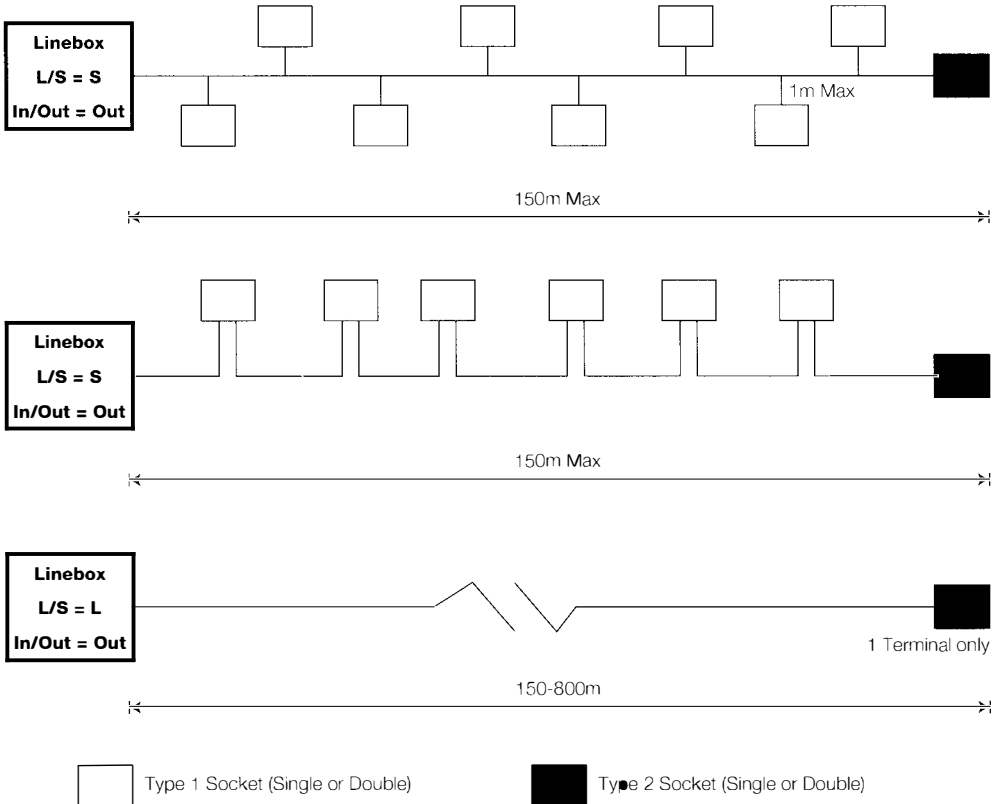 Linebox
L/S = S
In/Out = Out
1m Max
150m Max
Linebox
L/S = S
In/Out = Out
150m Max
Linebox
L/S = L
In/Out = Out
1 Terminal only
150-800m
Type 1 Socket (Single or Double)
Type 2 Socket (Single or Double)